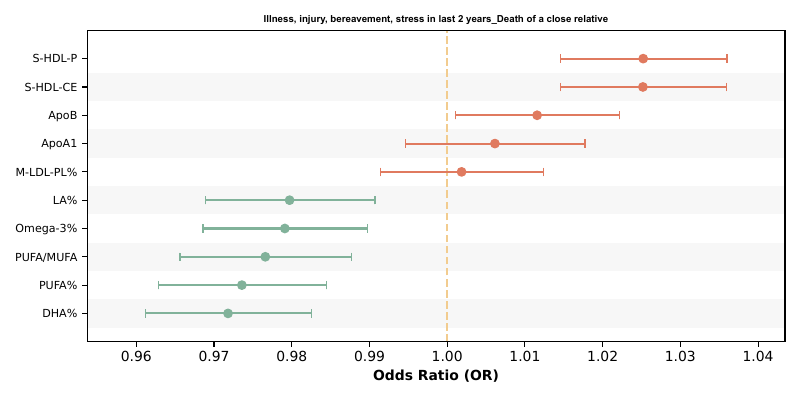 Illness, injury, bereavement, stress in last 2 years_Death of a close relative
S-HDL-P
S-HDL-CE
ApoB
ApoA1
M-LDL-PL%
LA%
Omega-3%
PUFA/MUFA
PUFA%
DHA%
0.96 0.97 0.98 0.99 1.00 1.01 1.02 1.03 1.04
Odds Ratio (OR)